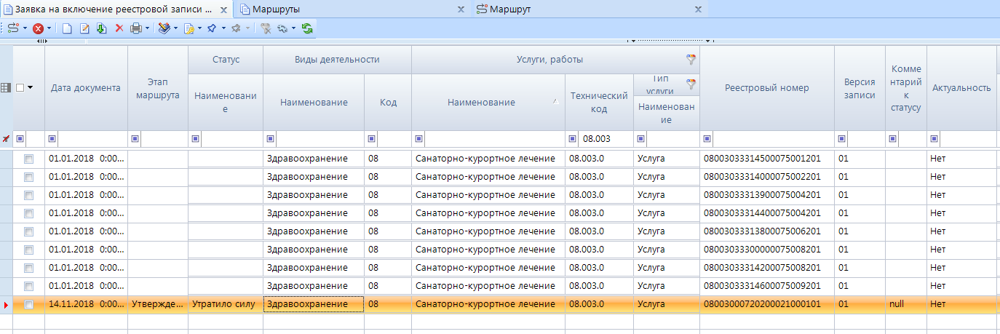 Заявка на включение реестровой записи ... Маршруты Маршрут
Статус Виды деятельности Услуги, работы
Дата документа Этап маршрута Наименование Наименование Код Наименование Технический код Тип услуги Наименование Реестровый номер Версия записи Комментарий к статусу Актуальность
08.003
01.01.2018 0:00... Здравоохранение 08 Санаторно-курортное лечение 08.003.0 Услуга 08003033314500075001201 01 Нет
01.01.2018 0:00... Здравоохранение 08 Санаторно-курортное лечение 08.003.0 Услуга 08003033314000075002201 01 Нет
01.01.2018 0:00... Здравоохранение 08 Санаторно-курортное лечение 08.003.0 Услуга 08003033313900075004201 01 Нет
01.01.2018 0:00... Здравоохранение 08 Санаторно-курортное лечение 08.003.0 Услуга 08003033314400075004201 01 Нет
01.01.2018 0:00... Здравоохранение 08 Санаторно-курортное лечение 08.003.0 Услуга 08003033313800075006201 01 Нет
01.01.2018 0:00... Здравоохранение 08 Санаторно-курортное лечение 08.003.0 Услуга 08003033300000075008201 01 Нет
01.01.2018 0:00... Здравоохранение 08 Санаторно-курортное лечение 08.003.0 Услуга 08003033314200075008201 01 Нет
01.01.2018 0:00... Здравоохранение 08 Санаторно-курортное лечение 08.003.0 Услуга 08003033314600075009201 01 Нет
14.11.2018 0:00... Утвержде... Утратило силу Здравоохранение 08 Санаторно-курортное лечение 08.003.0 Услуга 08003000720200021000101 01 null Нет